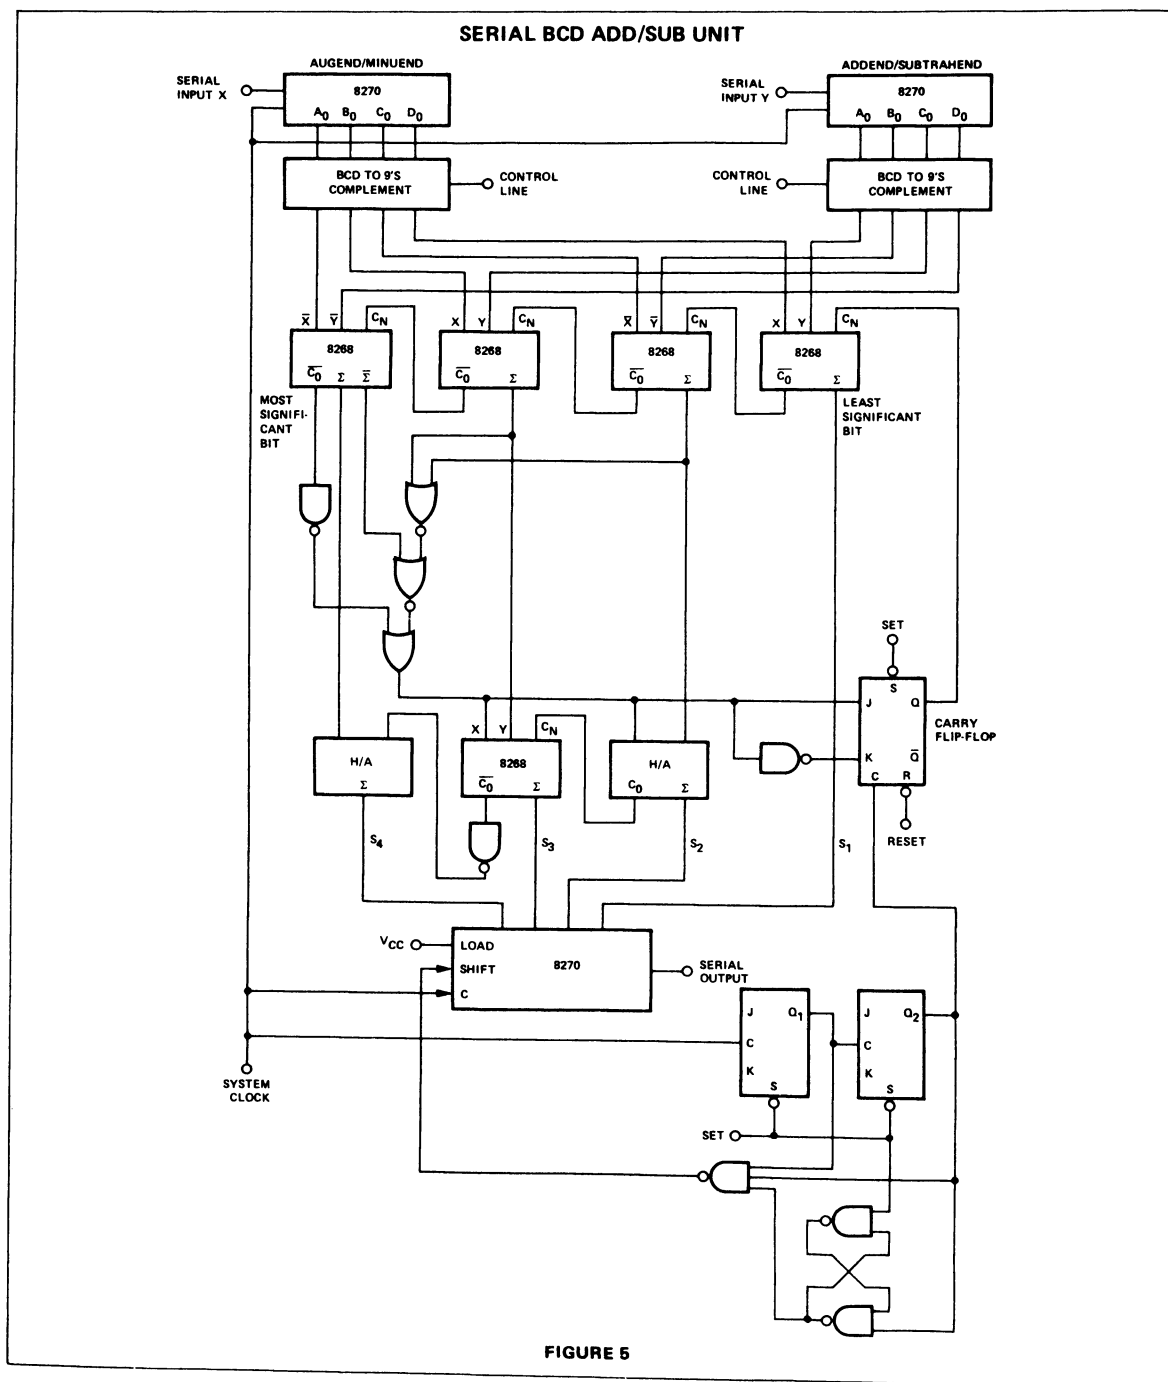 SERIAL BCD ADD/SUB UNIT
AUGEND/MINUEND
ADDEND/SUBTRAHEND
SERIAL
INPUT X
8270
A0 B0 C0 D0
SERIAL
INPUT Y
8270
A0 B0 C0 D0
BCD TO 9'S
COMPLEMENT
CONTROL
LINE
CONTROL
LINE
BCD TO 9'S
COMPLEMENT
X̅ Y̅ CN
X Y CN
X̅ Y̅ CN
X Y CN
8268
8268
8268
8268
C̅0̅ Σ Σ̅
C̅0̅ Σ
C̅0̅ Σ
C̅0̅ Σ
MOST
SIGNIFI-
CANT
BIT
LEAST
SIGNIFICANT
BIT
SET
S
J Q
K Q̅
C R
CARRY
FLIP-FLOP
RESET
X Y CN
H/A
Σ
8268
C̅0̅ Σ
H/A
C0 Σ
S4
S3
S2
S1
VCC
LOAD
SHIFT
C
8270
SERIAL
OUTPUT
J Q1
C
K
S
J Q2
C
K
S
SYSTEM
CLOCK
SET
FIGURE 5